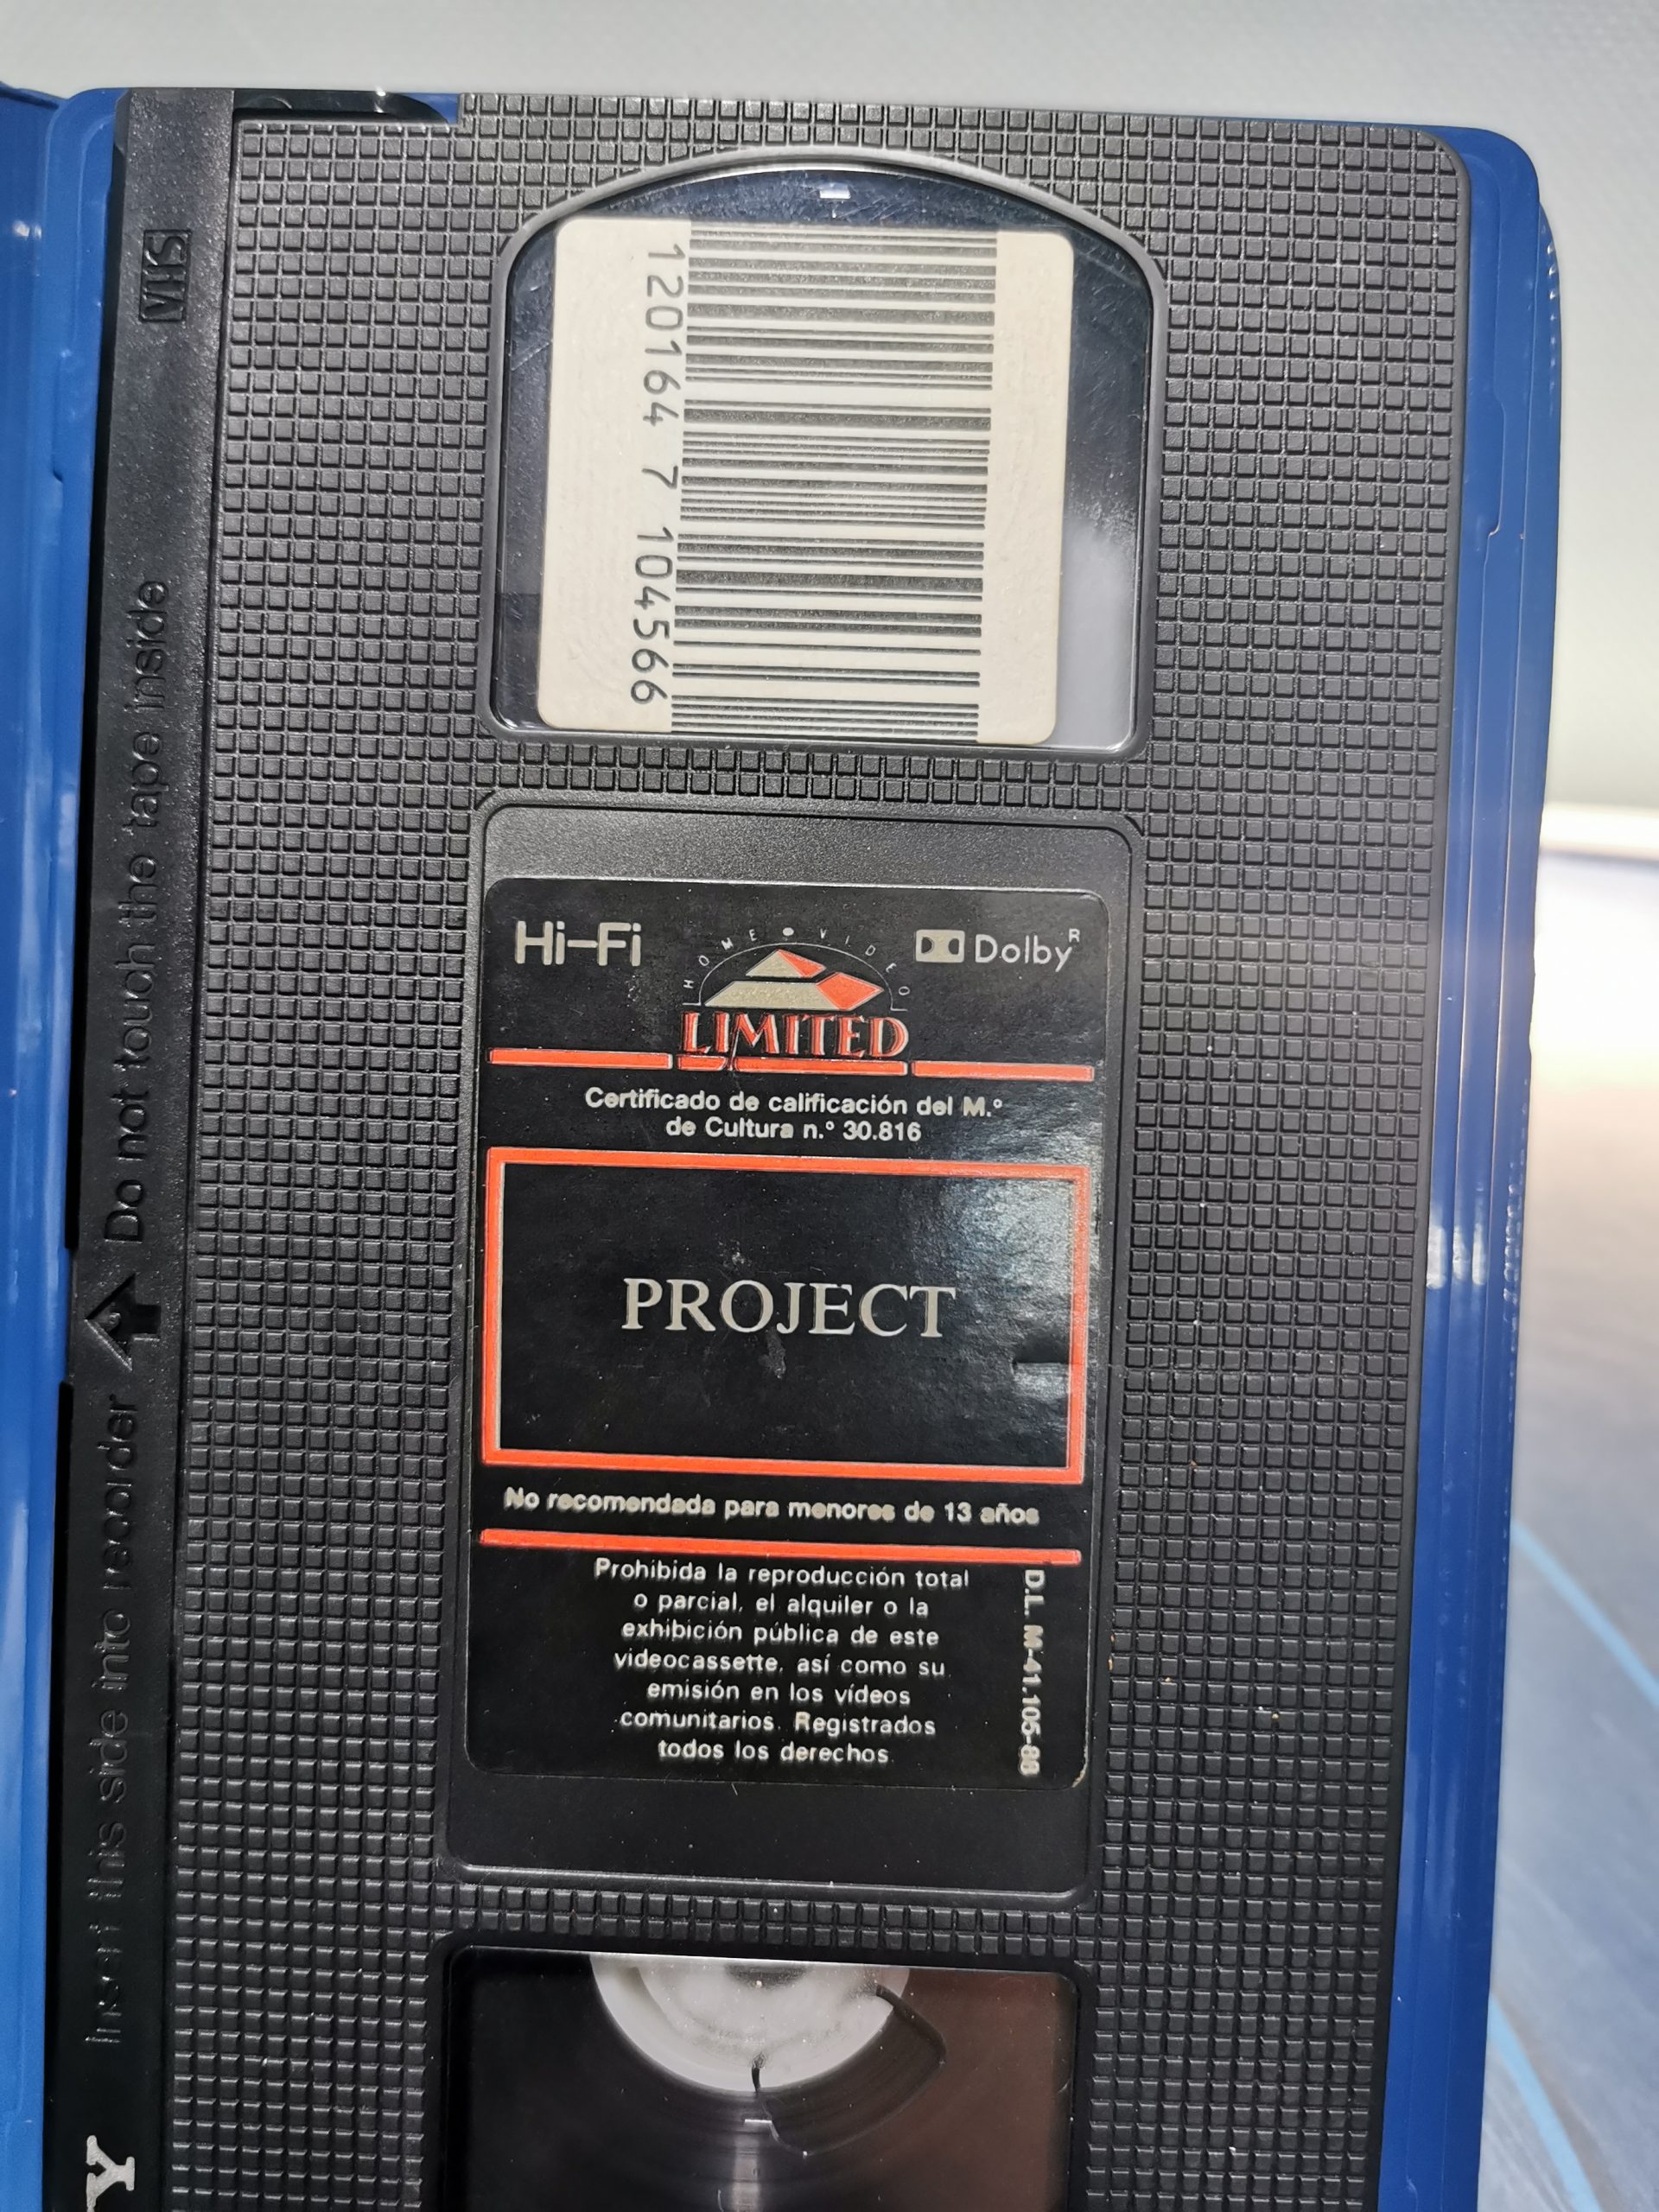 VHS
Do not touch the tape inside
Insert this side into recorder
120164 7 104566
Hi-Fi
HOME • VIDEO
LIMITED
Dolby R
Certificado de calificación del M.º
de Cultura n.º 30.816
PROJECT
No recomendada para menores de 13 años
Prohibida la reproducción total
o parcial, el alquiler o la
exhibición pública de este
videocassette, así como su
emisión en los vídeos
comunitarios. Registrados
todos los derechos.
D.L. M-41.105-88